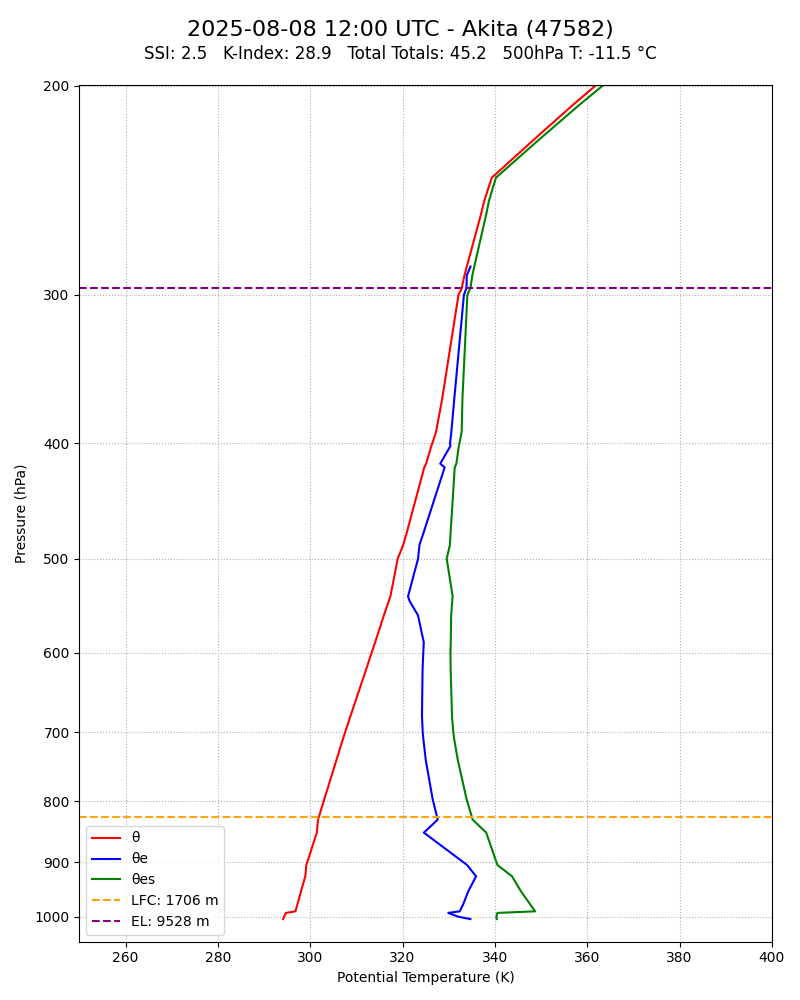 2025-08-08 12:00 UTC - Akita (47582)
SSI: 2.5   K-Index: 28.9   Total Totals: 45.2   500hPa T: -11.5 °C
200
300
400
500
600
700
800
900
1000
Pressure (hPa)
θ
θe
θes
LFC: 1706 m
EL: 9528 m
260 280 300 320 340 360 380 400
Potential Temperature (K)